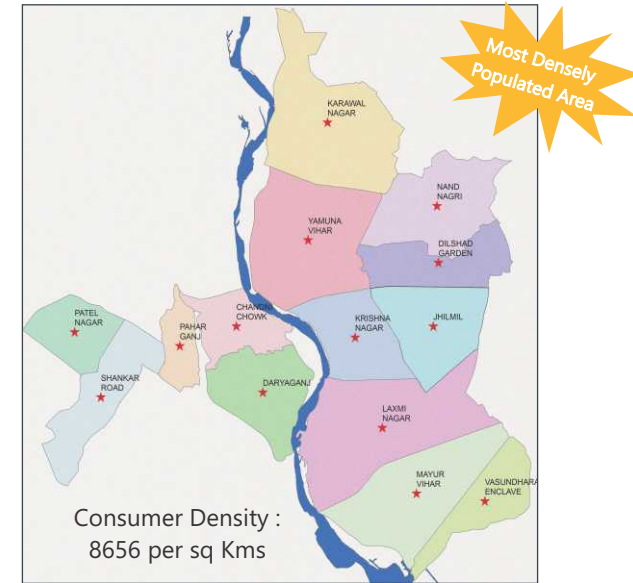 Most Densely
Populated Area
KARAWAL
NAGAR
NAND
NAGRI
YAMUNA
VIHAR
DILSHAD
GARDEN
PATEL
NAGAR
PAHAR
GANJ
CHANDNI
CHOWK
KRISHNA
NAGAR
JHILMIL
SHANKAR
ROAD
DARYAGANJ
LAXMI
NAGAR
MAYUR
VIHAR
VASUNDHARA
ENCLAVE
Consumer Density :
8656 per sq Kms